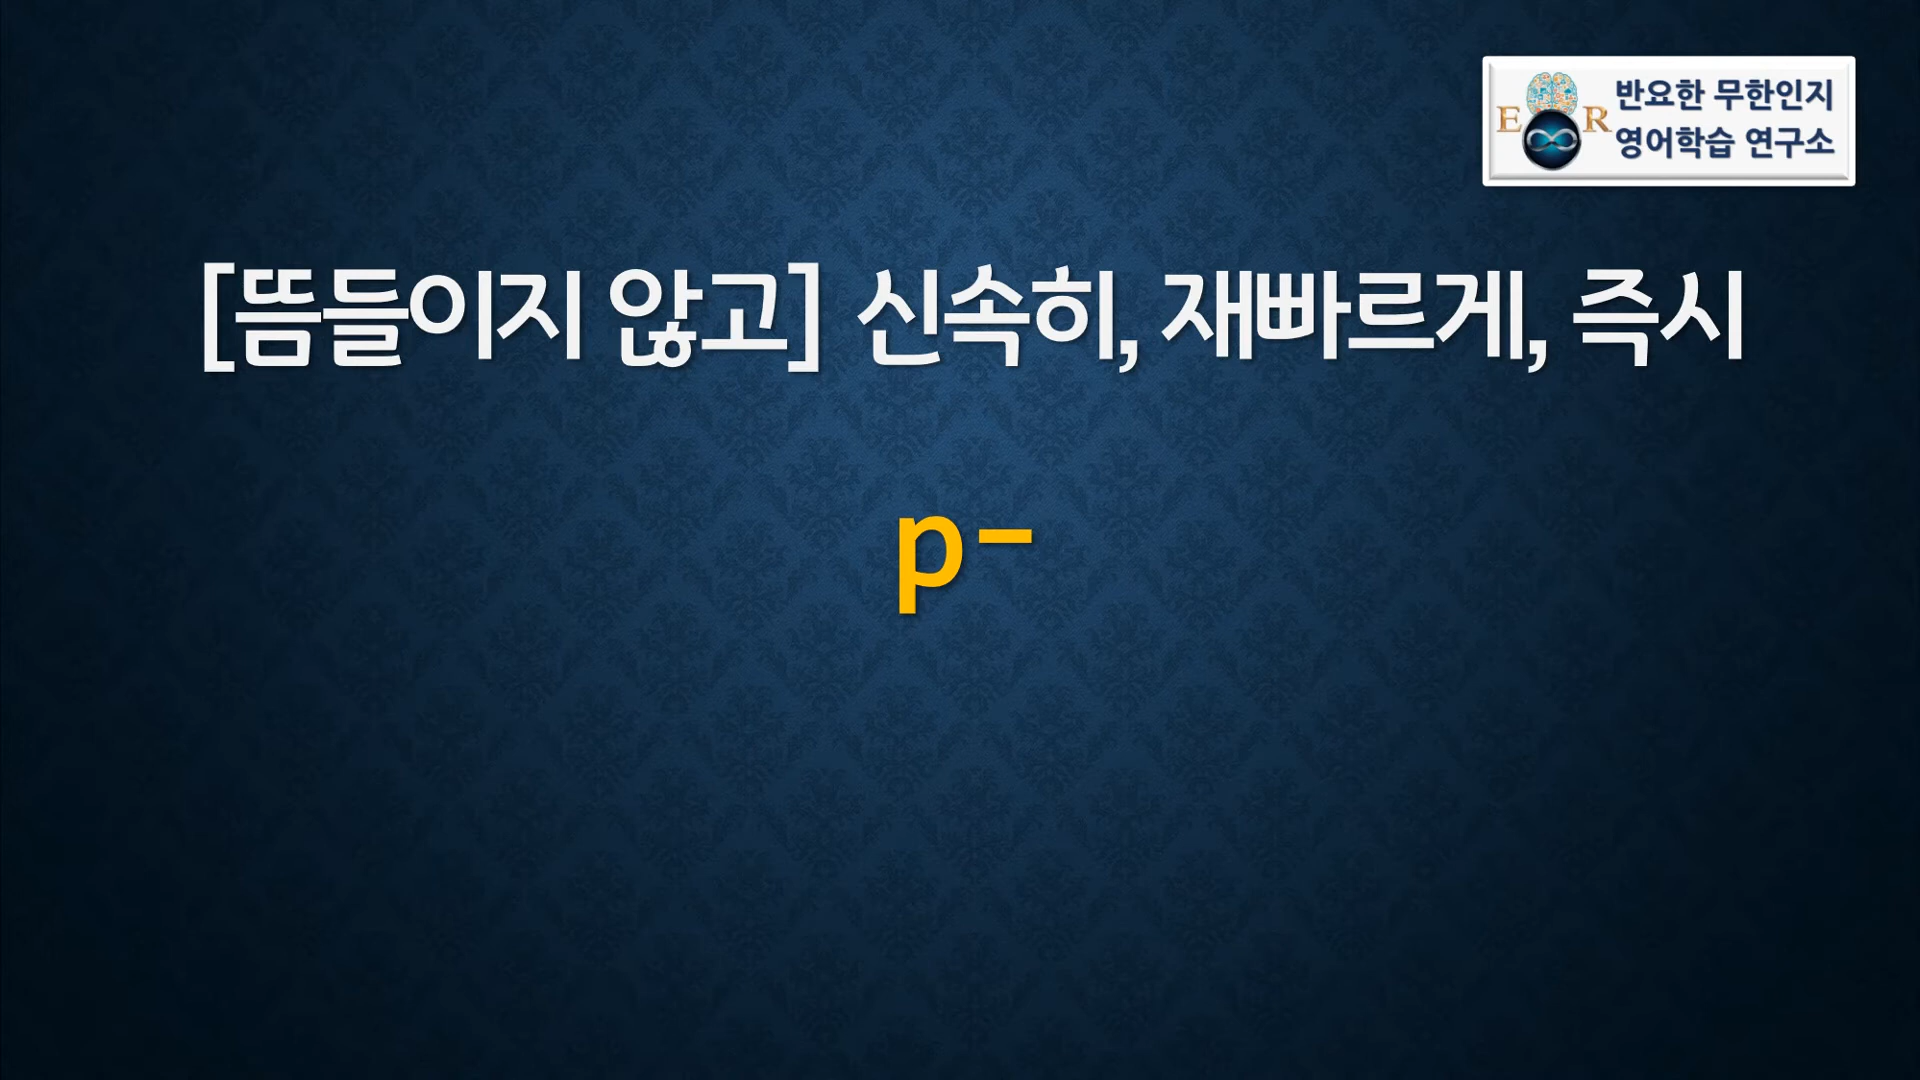 E R
반요한 무한인지
영어학습 연구소
[뜸들이지 않고] 신속히, 재빠르게, 즉시
p-